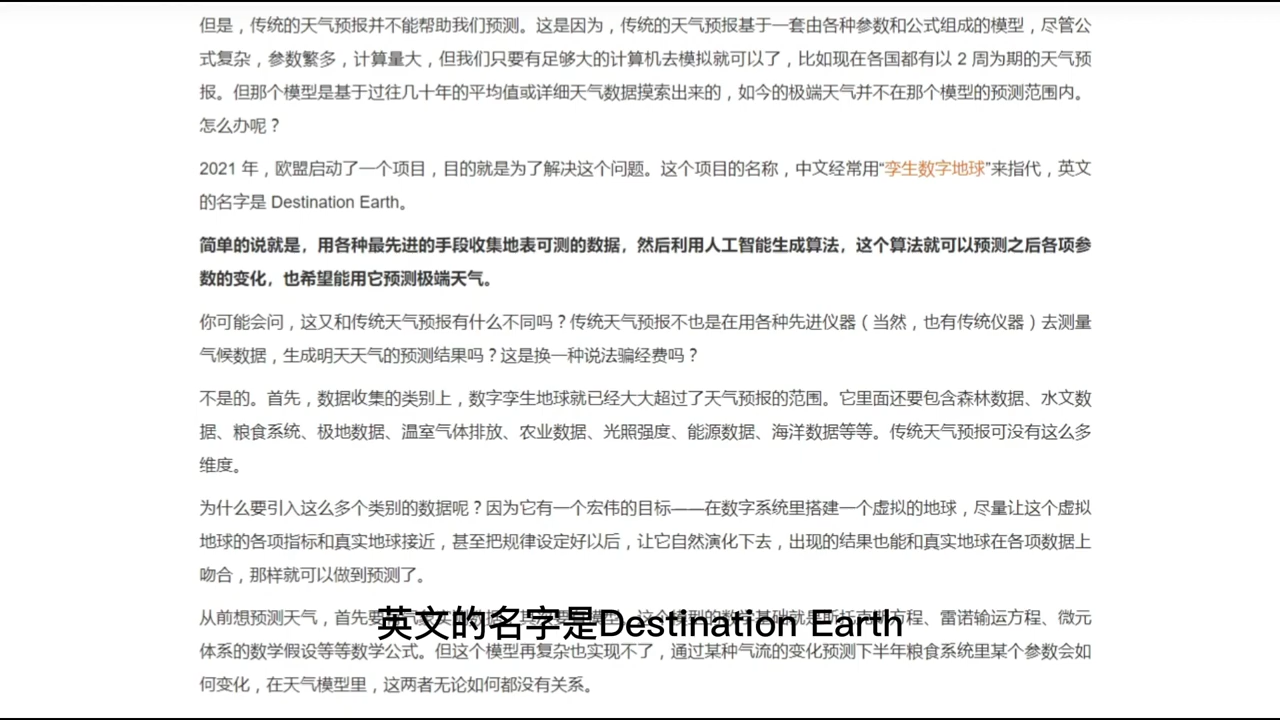 但是，传统的天气预报并不能帮助我们预测。这是因为，传统的天气预报基于一套由各种参数和公式组成的模型，尽管公
式复杂，参数繁多，计算量大，但我们只要有足够大的计算机去模拟就可以了，比如现在各国都有以 2 周为期的天气预
报。但那个模型是基于过往几十年的平均值或详细天气数据摸索出来的，如今的极端天气并不在那个模型的预测范围内。
怎么办呢？
2021 年，欧盟启动了一个项目，目的就是为了解决这个问题。这个项目的名称，中文经常用“孪生数字地球”来指代，英文
的名字是 Destination Earth。
简单的说就是，用各种最先进的手段收集地表可测的数据，然后利用人工智能生成算法，这个算法就可以预测之后各项参
数的变化，也希望能用它预测极端天气。
你可能会问，这又和传统天气预报有什么不同吗？传统天气预报不也是在用各种先进仪器（当然，也有传统仪器）去测量
气候数据，生成明天天气的预测结果吗？这是换一种说法骗经费吗？
不是的。首先，数据收集的类别上，数字孪生地球就已经大大超过了天气预报的范围。它里面还要包含森林数据、水文数
据、粮食系统、极地数据、温室气体排放、农业数据、光照强度、能源数据、海洋数据等等。传统天气预报可没有这么多
维度。
为什么要引入这么多个类别的数据呢？因为它有一个宏伟的目标——在数字系统里搭建一个虚拟的地球，尽量让这个虚拟
地球的各项指标和真实地球接近，甚至把规律设定好以后，让它自然演化下去，出现的结果也能和真实地球在各项数据上
吻合，那样就可以做到预测了。
从前想预测天气，首先要 这个模型的数学基础就是斯托克斯方程、雷诺输运方程、微元
英文的名字是Destination Earth
体系的数学假设等等数学公式。但这个模型再复杂也实现不了，通过某种气流的变化预测下半年粮食系统里某个参数会如
何变化，在天气模型里，这两者无论如何都没有关系。